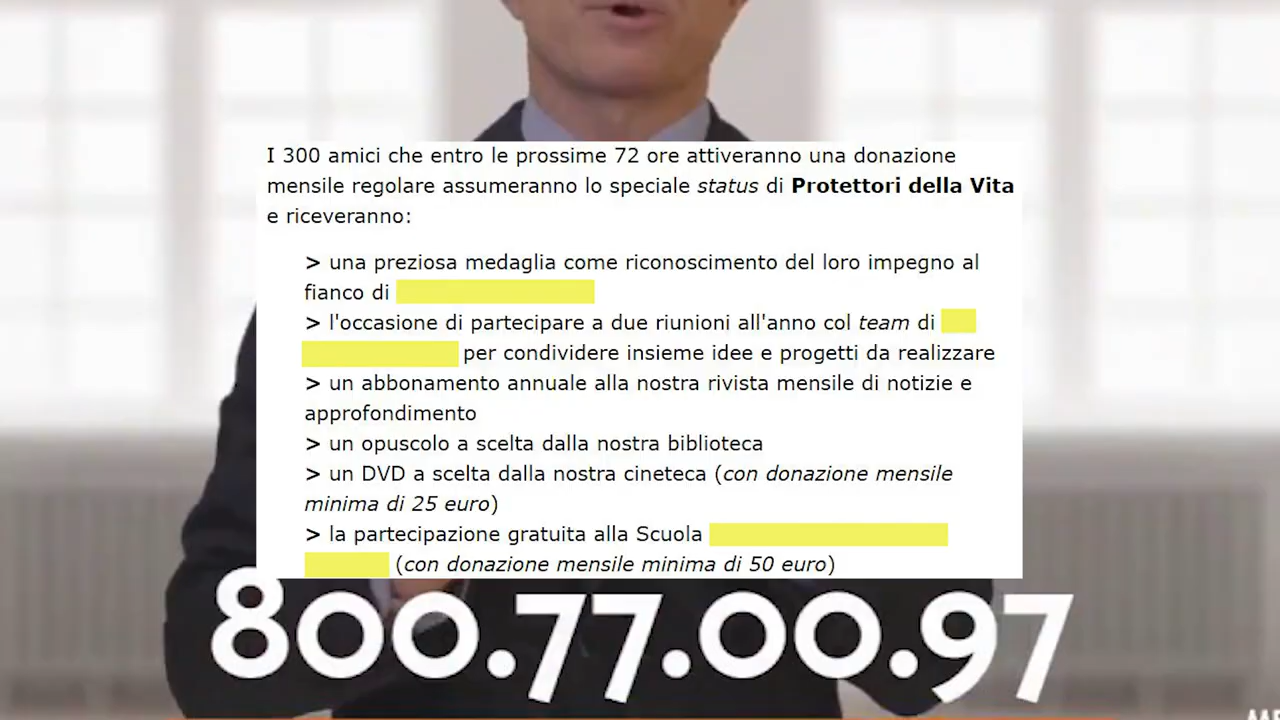 I 300 amici che entro le prossime 72 ore attiveranno una donazione
mensile regolare assumeranno lo speciale status di Protettori della Vita
e riceveranno:
> una preziosa medaglia come riconoscimento del loro impegno al
fianco di
> l'occasione di partecipare a due riunioni all'anno col team di
per condividere insieme idee e progetti da realizzare
> un abbonamento annuale alla nostra rivista mensile di notizie e
approfondimento
> un opuscolo a scelta dalla nostra biblioteca
> un DVD a scelta dalla nostra cineteca (con donazione mensile
minima di 25 euro)
> la partecipazione gratuita alla Scuola
(con donazione mensile minima di 50 euro)
800.77.00.97